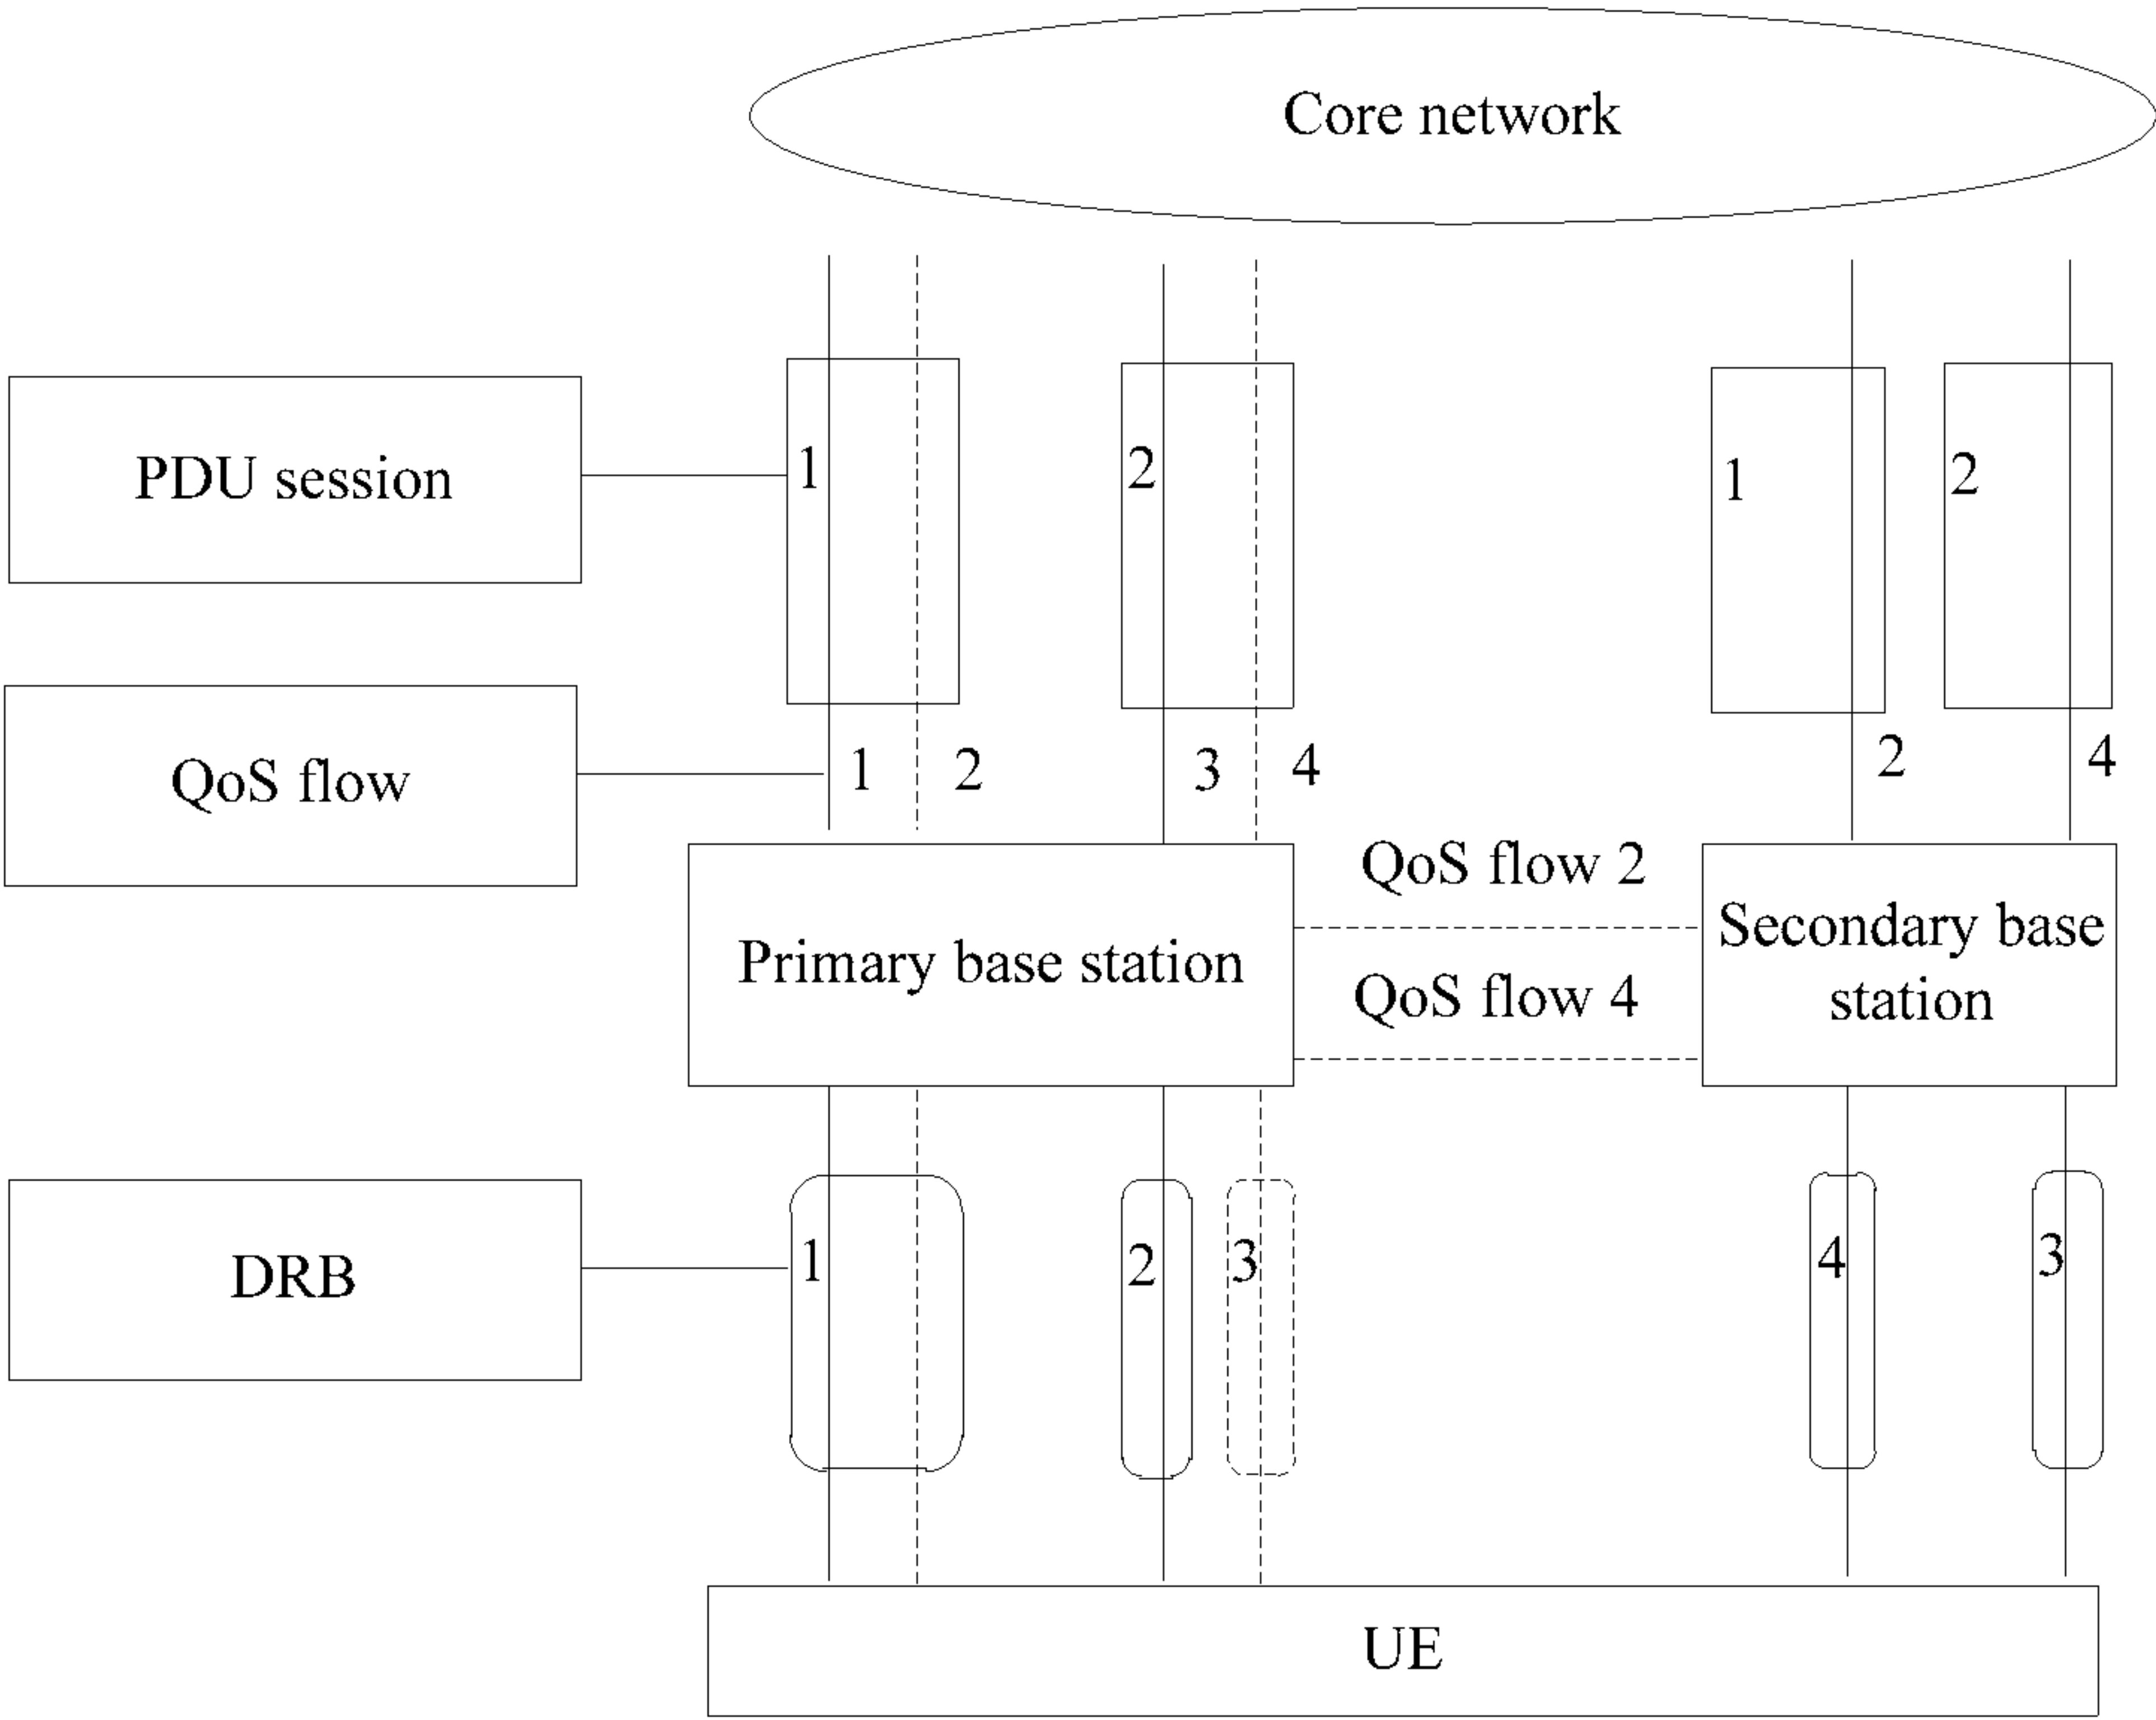 Core network
PDU session
1
2
1
2
QoS flow
1
2
3
4
2
4
QoS flow 2
Primary base station
QoS flow 4
Secondary base
station
DRB
1
2
3
4
3
UE